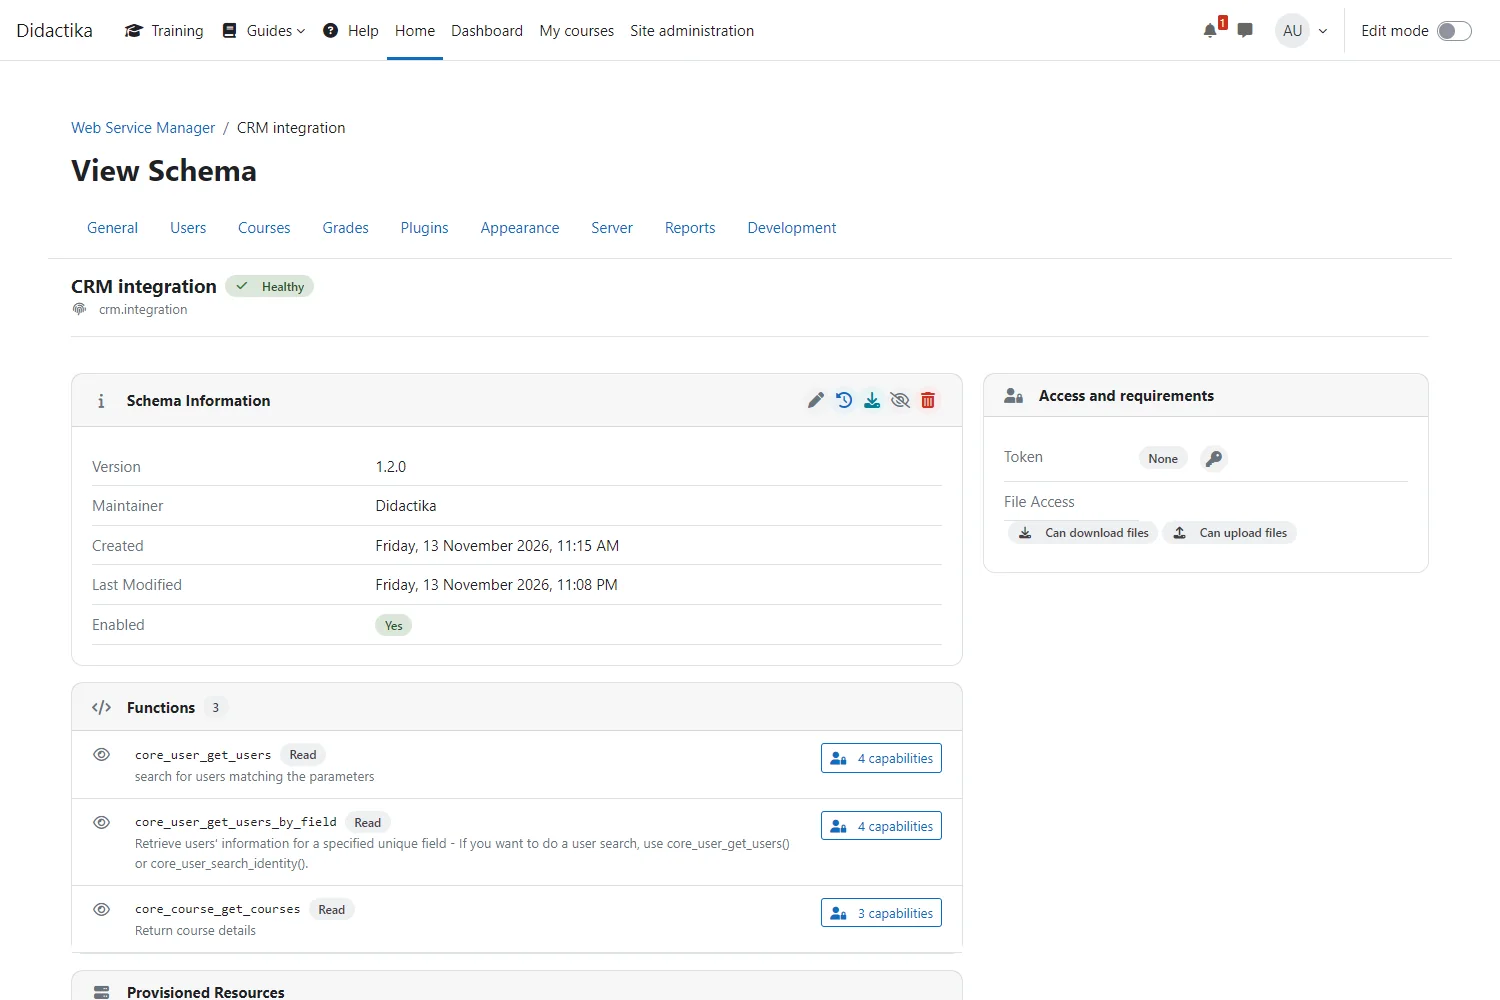 Didactika Training Guides Help Home Dashboard My courses Site administration 1 AU Edit mode
Web Service Manager / CRM integration
View Schema
General Users Courses Grades Plugins Appearance Server Reports Development
CRM integration Healthy
crm.integration
Schema Information
Version 1.2.0
Maintainer Didactika
Created Friday, 13 November 2026, 11:15 AM
Last Modified Friday, 13 November 2026, 11:08 PM
Enabled Yes
Access and requirements
Token None
File Access
Can download files Can upload files
Functions 3
core_user_get_users Read 4 capabilities
search for users matching the parameters
core_user_get_users_by_field Read 4 capabilities
Retrieve users' information for a specified unique field - If you want to do a user search, use core_user_get_users()
or core_user_search_identity().
core_course_get_courses Read 3 capabilities
Return course details
Provisioned Resources